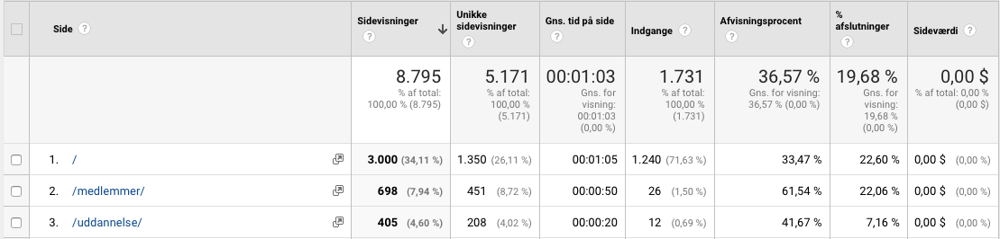 Side ? Sidevisninger ? Unikke sidevisninger ? Gns. tid på side ? Indgange ? Afvisningsprocent ? % afslutninger ? Sideværdi ?
8.795 5.171 00:01:03 1.731 36,57 % 19,68 % 0,00 $
% af total: 100,00 % (8.795) % af total: 100,00 % (5.171) Gns. for visning: 00:01:03 (0,00 %) % af total: 100,00 % (1.731) Gns. for visning: 36,57 % (0,00 %) Gns. for visning: 19,68 % (0,00 %) % af total: 0,00 % (0,00 $)
1. / 3.000 (34,11 %) 1.350 (26,11 %) 00:01:05 1.240 (71,63 %) 33,47 % 22,60 % 0,00 $ (0,00 %)
2. /medlemmer/ 698 (7,94 %) 451 (8,72 %) 00:00:50 26 (1,50 %) 61,54 % 22,06 % 0,00 $ (0,00 %)
3. /uddannelse/ 405 (4,60 %) 208 (4,02 %) 00:00:20 12 (0,69 %) 41,67 % 7,16 % 0,00 $ (0,00 %)